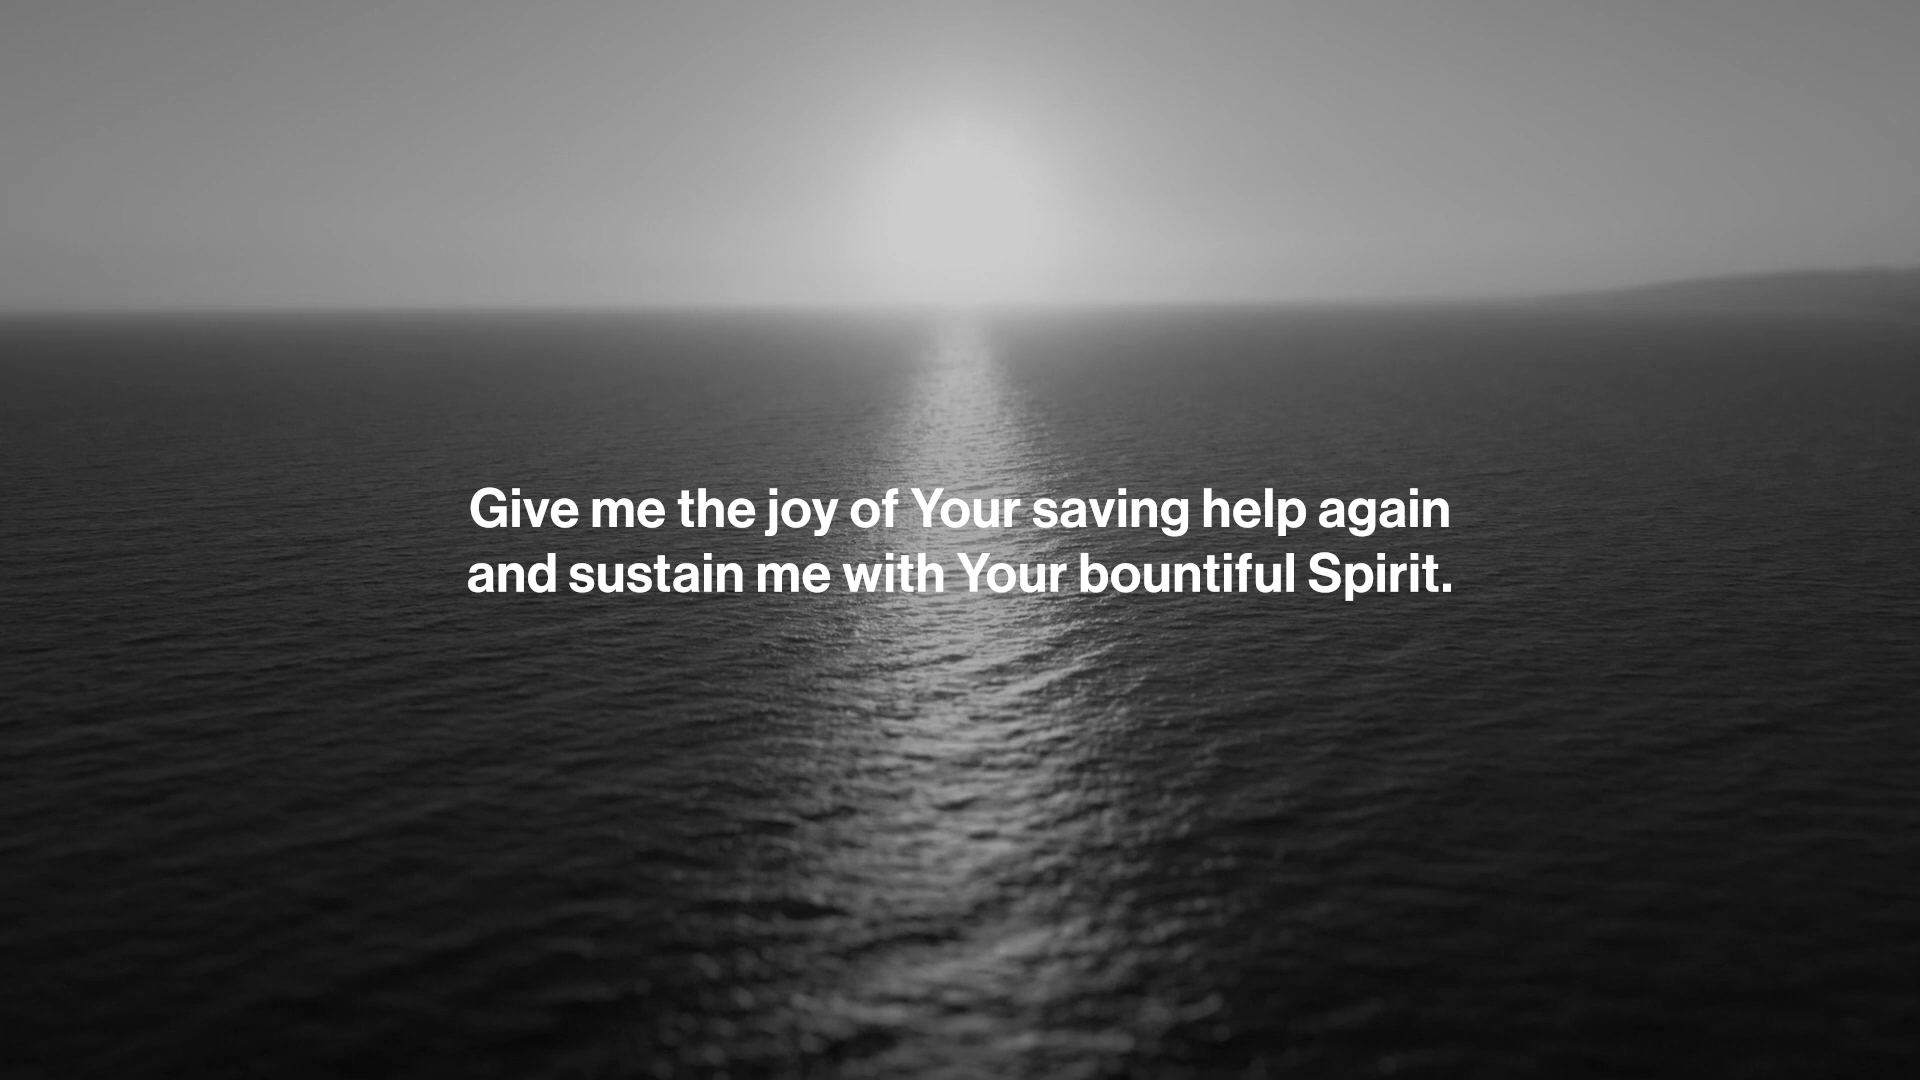 Give me the joy of Your saving help again
and sustain me with Your bountiful Spirit.